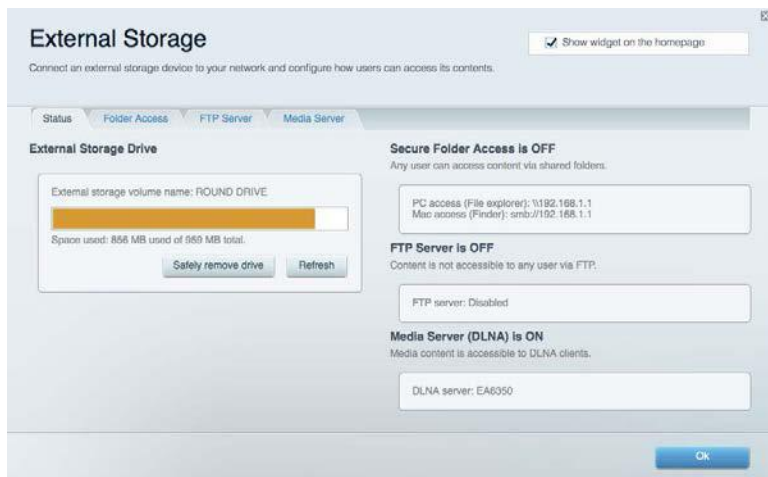 External Storage
Show widget on the homepage
Connect an external storage device to your network and configure how users can access its contents.
Status
Folder Access
FTP Server
Media Server
External Storage Drive
External storage volume name: ROUND DRIVE
Space used: 856 MB used of 969 MB total.
Safely remove drive
Refresh
Secure Folder Access is OFF
Any user can access content via shared folders.
PC access (File explorer): \\192.168.1.1
Mac access (Finder): smb://192.168.1.1
FTP Server is OFF
Content is not accessible to any user via FTP.
FTP server: Disabled
Media Server (DLNA) is ON
Media content is accessible to DLNA clients.
DLNA server: EA6350
Ok